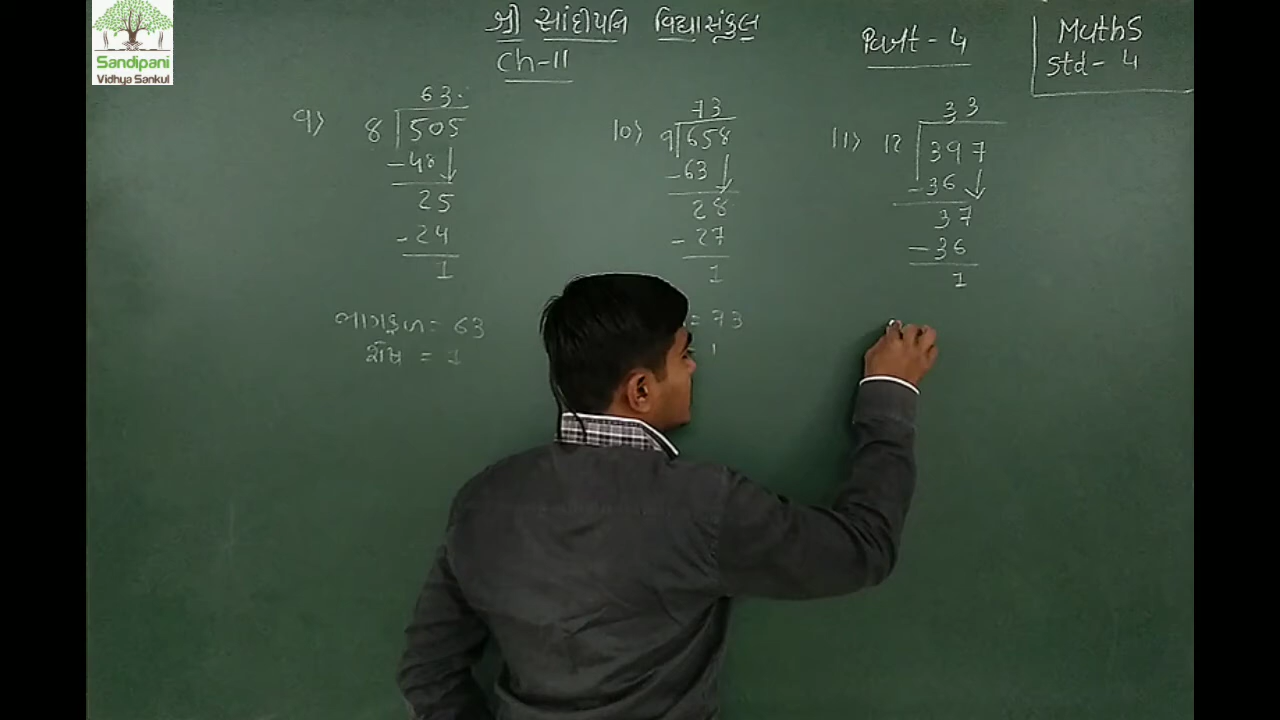 Sandipani
Vidhya Sankul
શ્રી સાંદીપનિ વિદ્યાસંકુલ
Ch-11
Part - 4
Maths
Std - 4
9)
63
8 505
- 48
25
- 24
1
ભાગફળ = 63
શેષ = 1
10)
73
9 658
- 63
28
- 27
1
= 73
1
11)
33
12 397
- 36
37
- 36
1